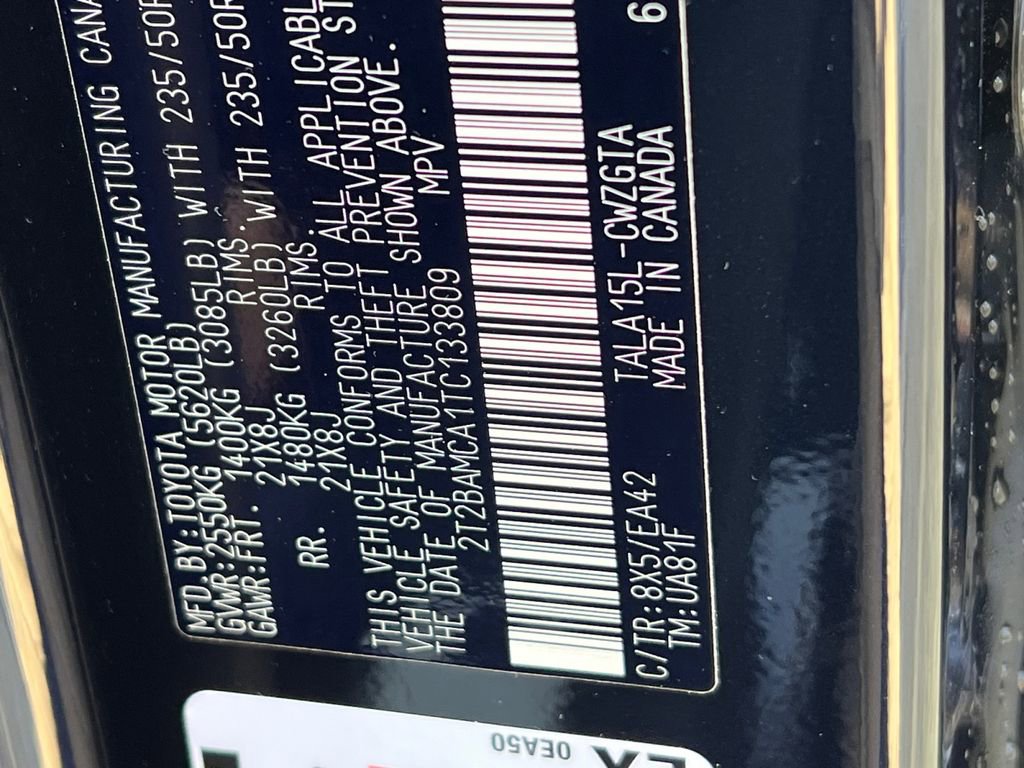 MFD.BY:TOYOTA MOTOR MANUFACTURING CANA
GVWR:2550KG (5620LB)
GAWR:FRT. 1400KG (3085LB) WITH 235/50R
21X8J RIMS.
RR. 1480KG (3260LB) WITH 235/50R
21X8J RIMS.
THIS VEHICLE CONFORMS TO ALL APPLICABL
VEHICLE SAFETY AND THEFT PREVENTION ST
THE DATE OF MANUFACTURE SHOWN ABOVE.
2T2BAMCA1TC133809 MPV
C/TR:8X5/EA42 TALA15L-CWZGTA
TM:UA81F MADE IN CANADA 6
0EA50
EX